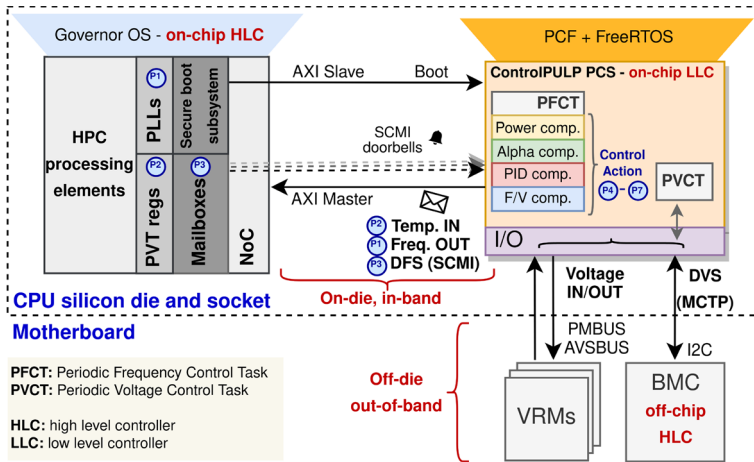 Governor OS - on-chip HLC
PCF + FreeRTOS
HPC
processing
elements
PLLs
P1
Secure boot
subsystem
PVT regs
P2
Mailboxes
P3
NoC
AXI Slave
Boot
SCMI
doorbells
AXI Master
P2 Temp. IN
P1 Freq. OUT
P3 DFS (SCMI)
ControlPULP PCS - on-chip LLC
PFCT
Power comp.
Alpha comp.
PID comp.
F/V comp.
Control
Action
P4 - P7
PVCT
I/O
CPU silicon die and socket
On-die, in-band
Voltage
IN/OUT
DVS
(MCTP)
Motherboard
PFCT: Periodic Frequency Control Task
PVCT: Periodic Voltage Control Task
HLC: high level controller
LLC: low level controller
Off-die
out-of-band
PMBUS
AVSBUS
I2C
VRMs
BMC
off-chip
HLC